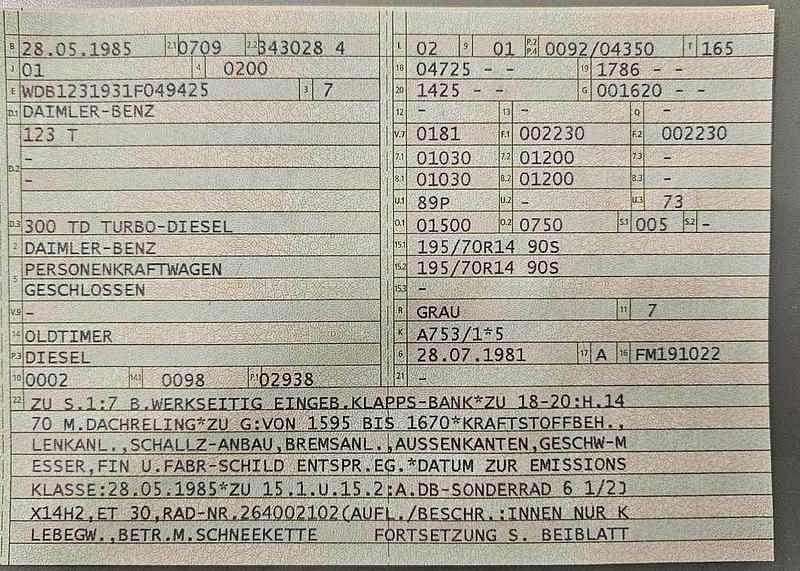 B 28.05.1985 2.1 0709 2.2 343028 4
J 01 4 0200
E WDB1231931F049425 3 7
D.1 DAIMLER-BENZ
D.2 123 T
-
-
D.3 300 TD TURBO-DIESEL
2 DAIMLER-BENZ
5 PERSONENKRAFTWAGEN
GESCHLOSSEN
V.9 -
14 OLDTIMER
P.3 DIESEL
10 0002 14.1 0098 P.1 02938
L 02 9 01 P.2 P.4 0092/04350 T 165
18 04725 - - 19 1786 - -
20 1425 - - G 001620 - -
12 - 13 - Q -
V.7 0181 F.1 002230 F.2 002230
7.1 01030 7.2 01200 7.3 -
8.1 01030 8.2 01200 8.3 -
U.1 89P U.2 - U.3 73
O.1 01500 O.2 0750 S.1 005 S.2 -
15.1 195/70R14 90S
15.2 195/70R14 90S
15.3 -
R GRAU 11 7
K A753/1*5
6 28.07.1981 17 A 16 FM191022
21 -
22 ZU S.1:7 B.WERKSEITIG EINGEB.KLAPPS-BANK*ZU 18-20:H.14
70 M.DACHRELING*ZU G:VON 1595 BIS 1670*KRAFTSTOFFBEH.,
LENKANL.,SCHALLZ-ANBAU,BREMSANL.,AUSSENKANTEN,GESCHW-M
ESSER,FIN U.FABR-SCHILD ENTSPR.EG.*DATUM ZUR EMISSIONS
KLASSE:28.05.1985*ZU 15.1.U.15.2:A.DB-SONDERRAD 6 1/2J
X14H2,ET 30,RAD-NR.264002102(AUFL./BESCHR.:INNEN NUR K
LEBEGW.,BETR.M.SCHNEEKETTE FORTSETZUNG S. BEIBLATT